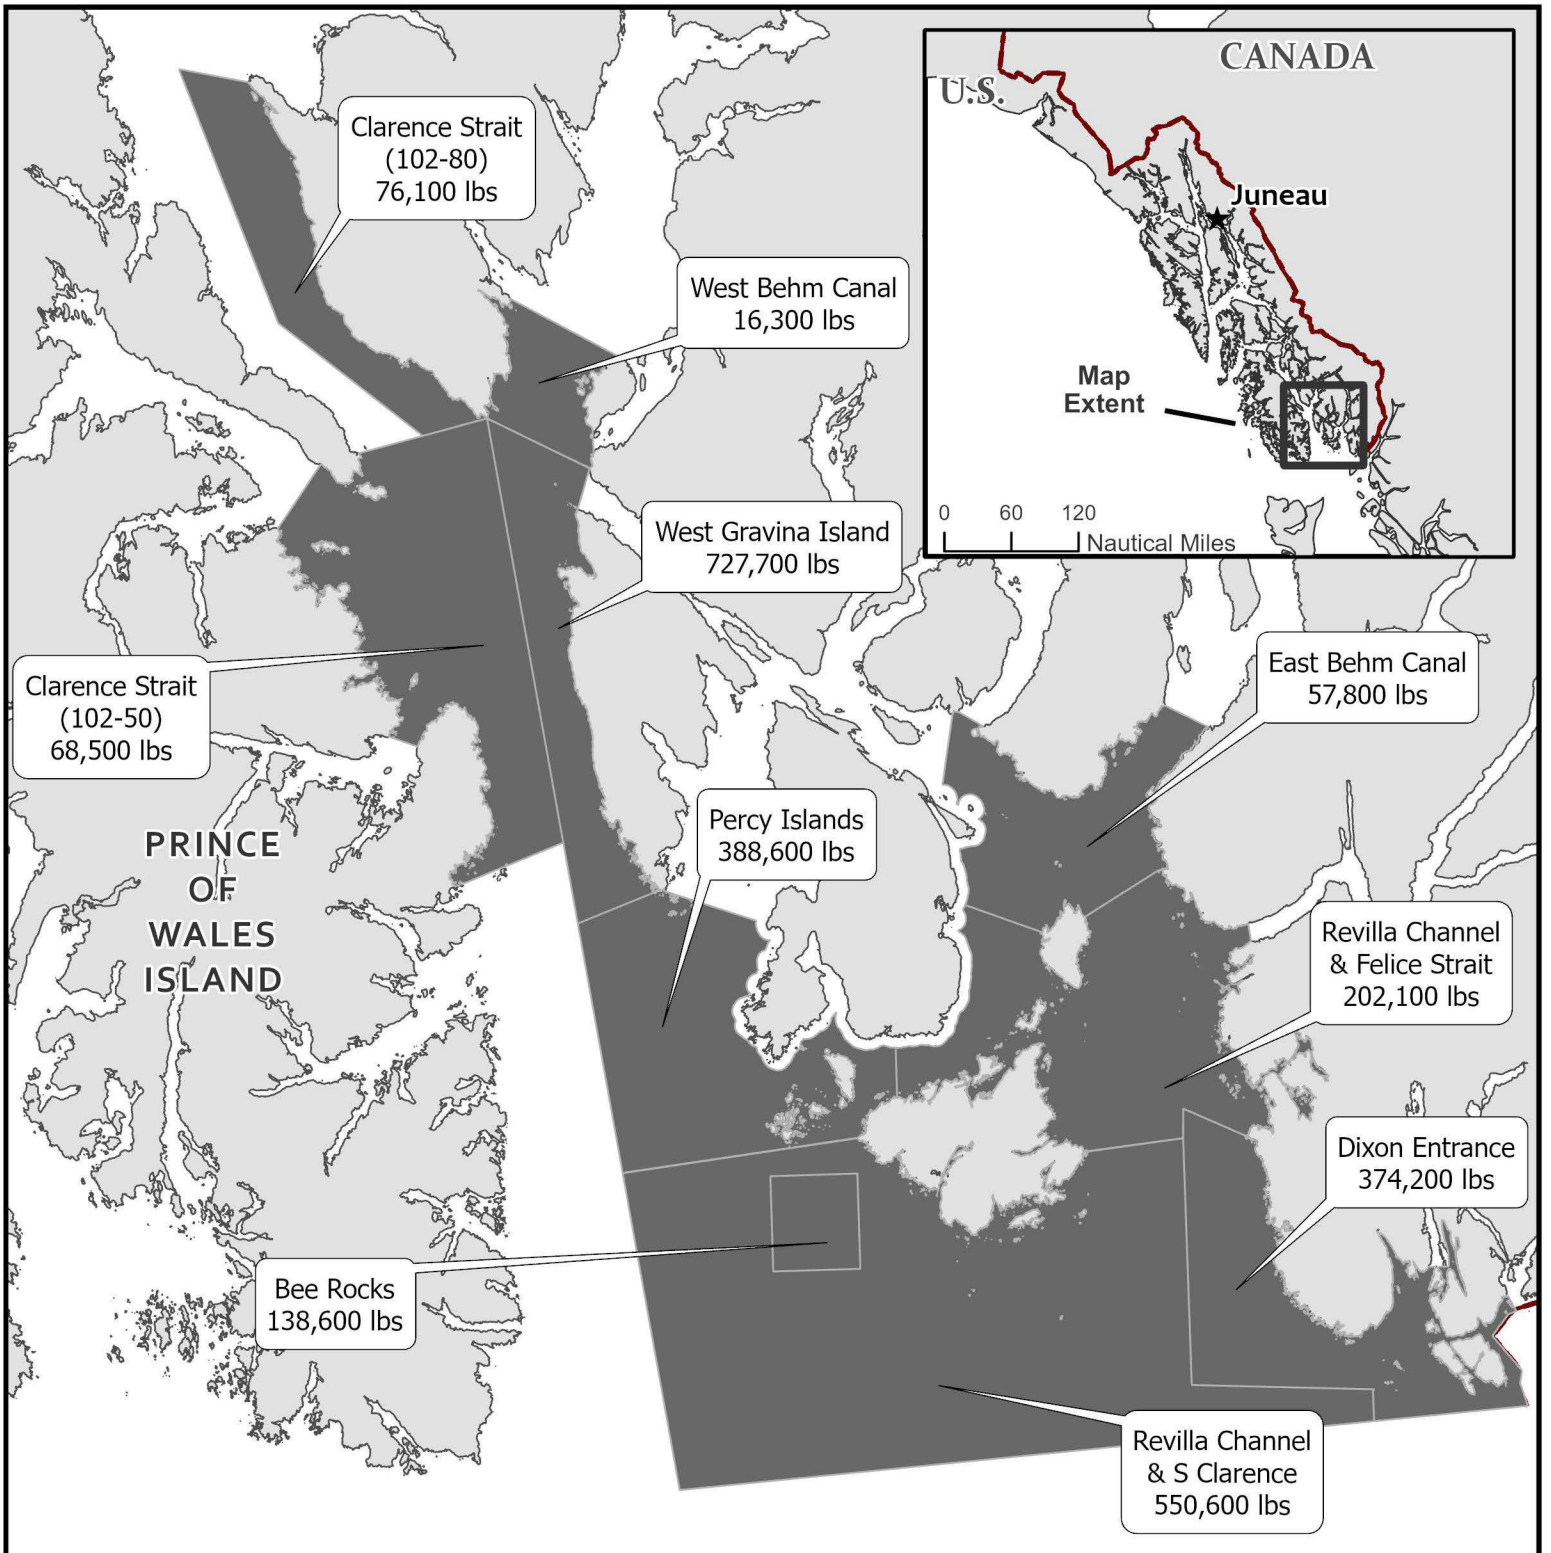 CANADA
U.S.
Juneau
Map
Extent
0 60 120
Nautical Miles
Clarence Strait
(102-80)
76,100 lbs
West Behm Canal
16,300 lbs
West Gravina Island
727,700 lbs
East Behm Canal
57,800 lbs
Clarence Strait
(102-50)
68,500 lbs
Percy Islands
388,600 lbs
PRINCE
OF
WALES
ISLAND
Revilla Channel
& Felice Strait
202,100 lbs
Dixon Entrance
374,200 lbs
Bee Rocks
138,600 lbs
Revilla Channel
& S Clarence
550,600 lbs